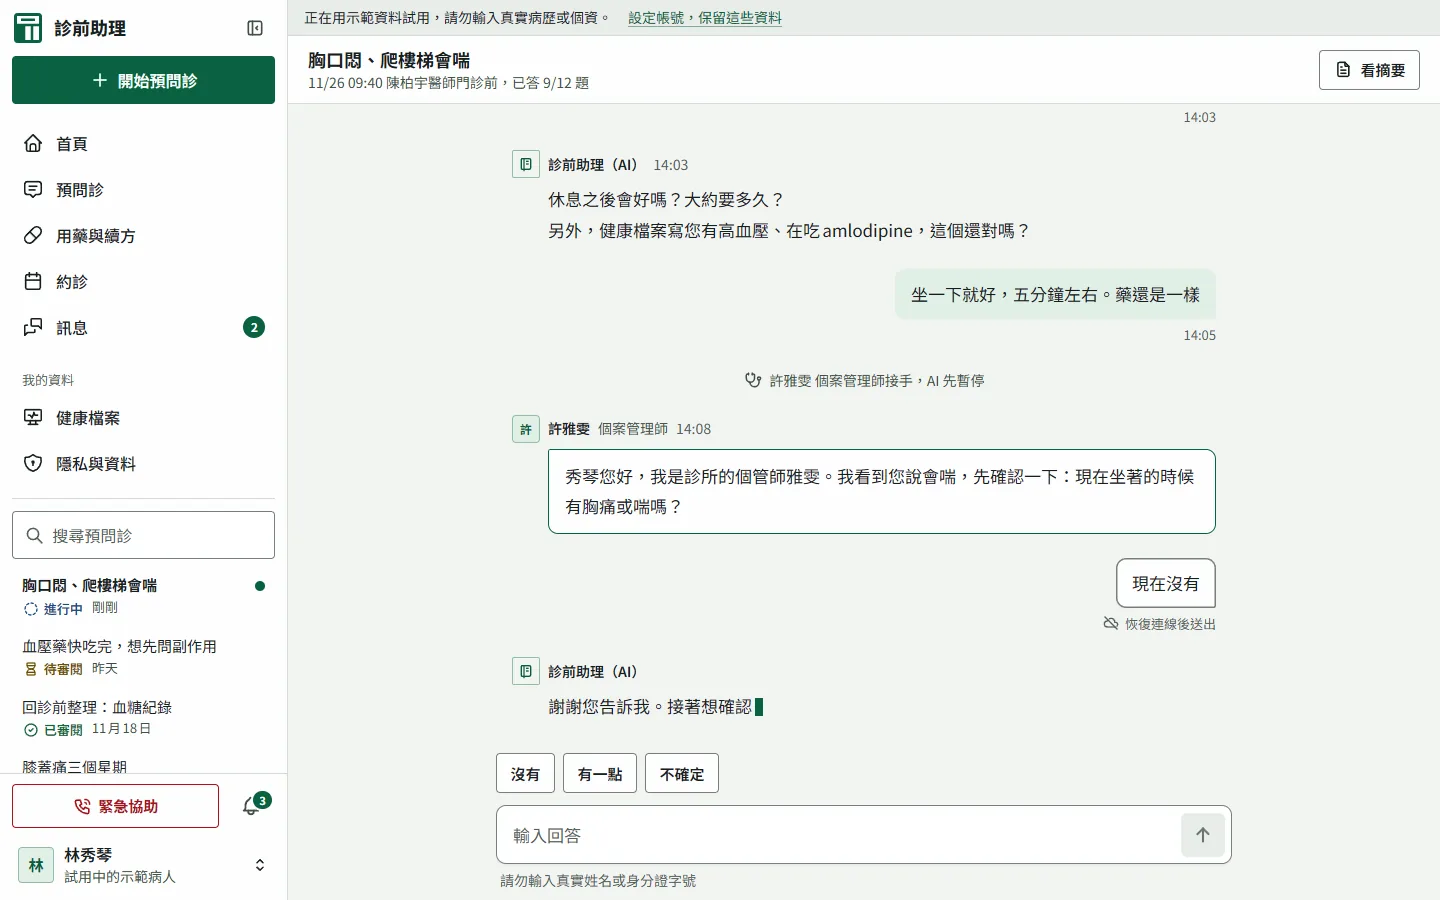 診前助理
開始預問診
首頁
預問診
用藥與續方
約診
訊息
2
我的資料
健康檔案
隱私與資料
搜尋預問診
胸口悶、爬樓梯會喘
進行中 剛剛
血壓藥快吃完，想先問副作用
待審閱 昨天
回診前整理：血糖紀錄
已審閱 11月18日
膝蓋痛三個星期
緊急協助
3
林
林秀琴
試用中的示範病人
正在用示範資料試用，請勿輸入真實病歷或個資。 設定帳號，保留這些資料
胸口悶、爬樓梯會喘
11/26 09:40 陳柏宇醫師門診前，已答 9/12 題
看摘要
14:03
診前助理（AI） 14:03
休息之後會好嗎？大約要多久？
另外，健康檔案寫您有高血壓、在吃 amlodipine，這個還對嗎？
坐一下就好，五分鐘左右。藥還是一樣
14:05
許雅雯 個案管理師接手，AI 先暫停
許
許雅雯 個案管理師 14:08
秀琴您好，我是診所的個管師雅雯。我看到您說會喘，先確認一下：現在坐著的時候
有胸痛或喘嗎？
現在沒有
恢復連線後送出
診前助理（AI）
謝謝您告訴我。接著想確認
沒有
有一點
不確定
輸入回答
請勿輸入真實姓名或身分證字號